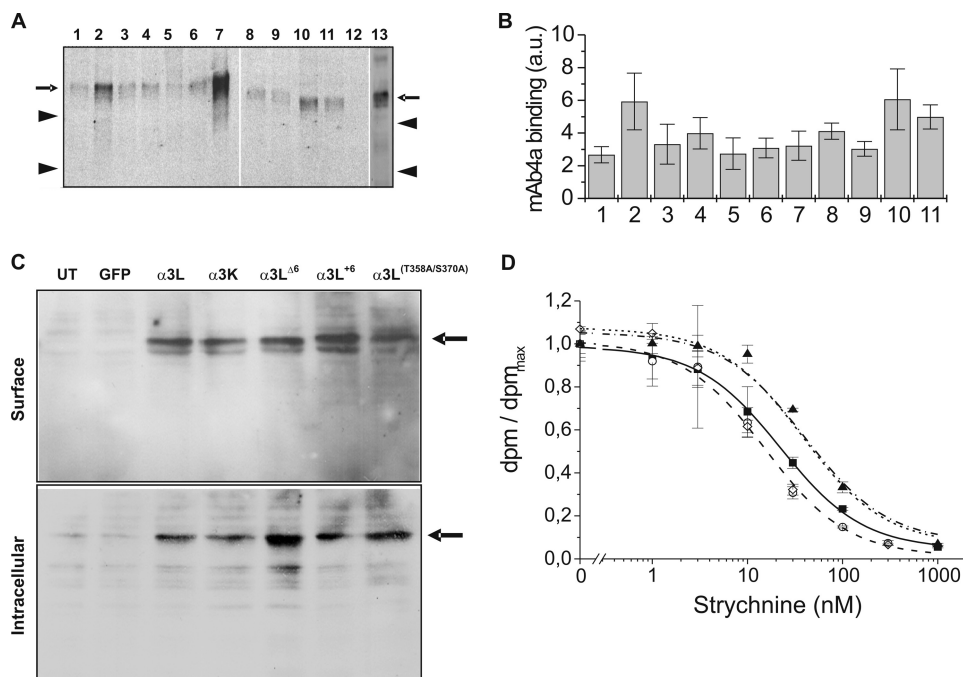 A
1 2 3 4 5 6 7 8 9 10 11 12 13
B
mAb4a binding (a.u.)
10
8
6
4
2
0
1 2 3 4 5 6 7 8 9 10 11
C
UT GFP α3L α3K α3L^Δ6 α3L^+6 α3L^(T358A/S370A)
Surface
Intracellular
D
dpm / dpm_max
1,2
1,0
0,8
0,6
0,4
0,2
0,0
0 1 10 100 1000
Strychnine (nM)